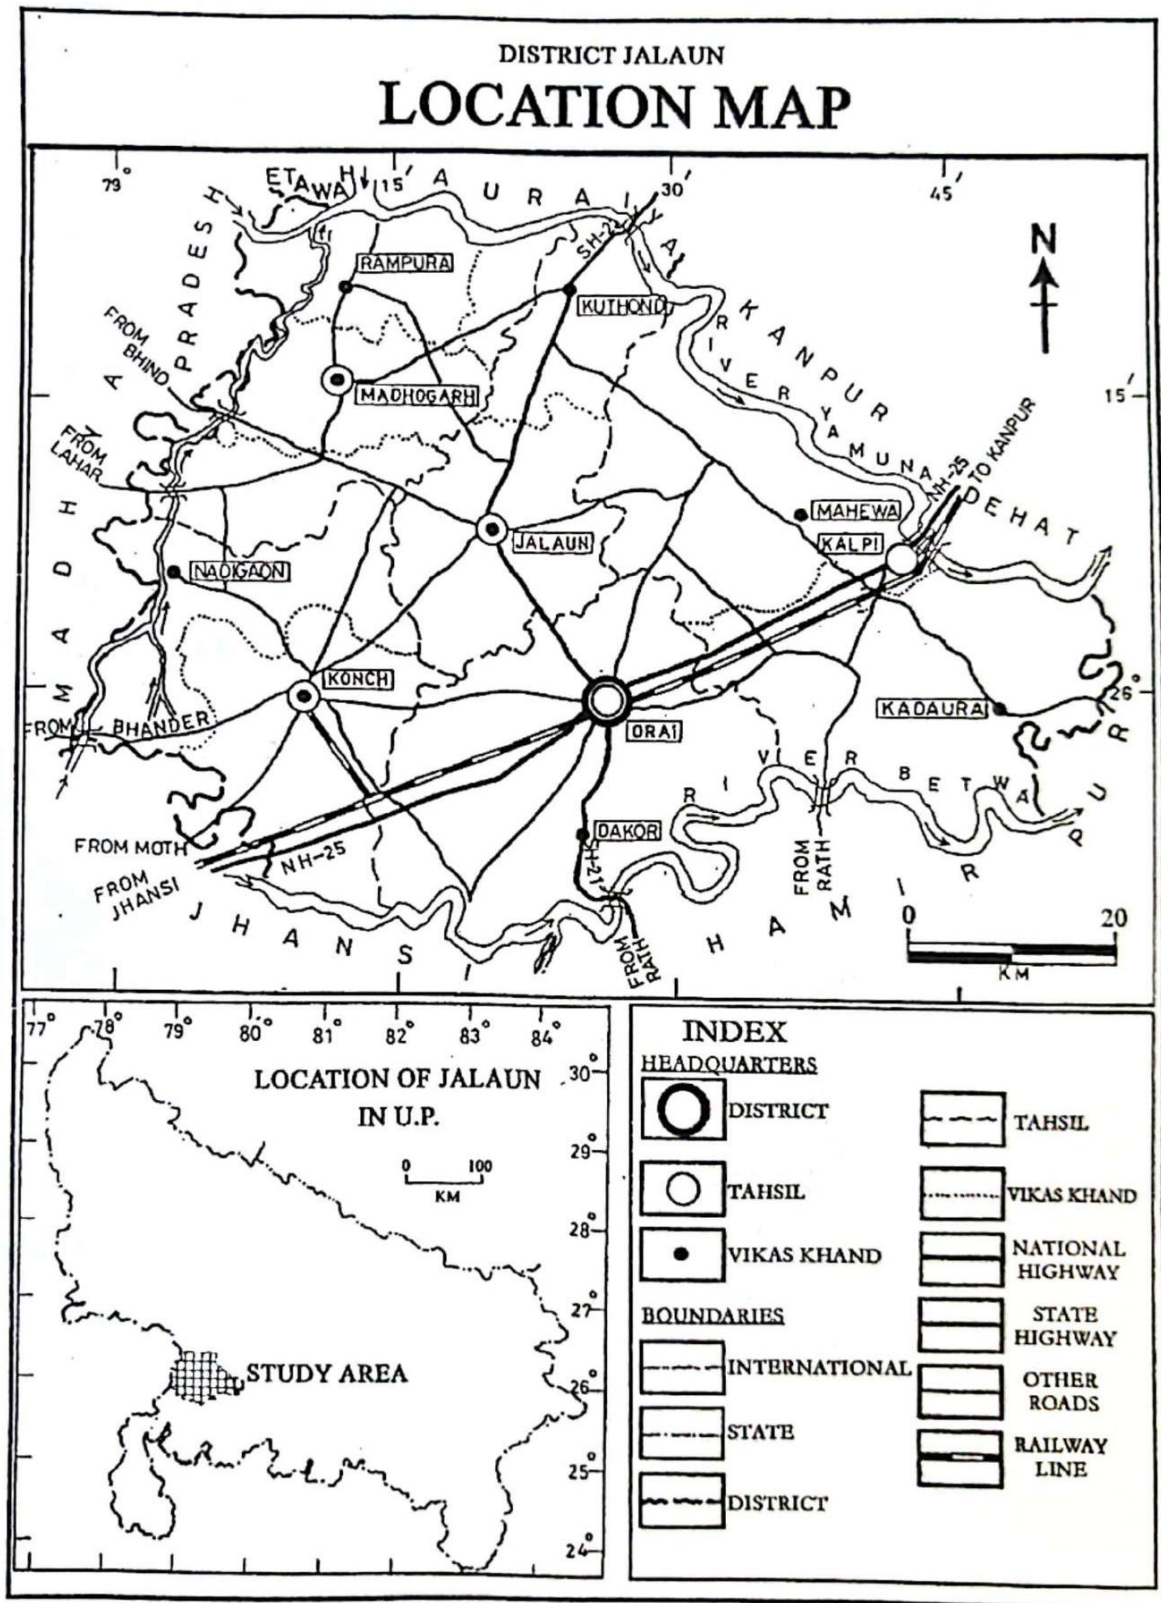 DISTRICT JALAUN
LOCATION MAP
79°
15'
30'
45'
ETAWAH
AURAIYA
N
MADHYA PRADESH
RAMPURA
SH-21
KUTHOND
FROM BHIND
MADHOGARH
KANPUR DEHAT
RIVER YAMUNA
15'
FROM LAHAR
TO KANPUR
NH-25
MAHEWA
JALAUN
KALPI
NADIGAON
KONCH
26°
KADAURA
FROM BHANDER
ORAI
RIVER BETWA
FROM MOTH
DAKOR
NH-25
FROM JHANSI
SH-21
FROM RATH
FROM RATH
JHANSI
HAMIRPUR
0 20
KM
77° 78° 79° 80° 81° 82° 83° 84°
LOCATION OF JALAUN
IN U.P.
30°
29°
0 100
KM
28°
27°
STUDY AREA
26°
25°
24°
INDEX
HEADQUARTERS
DISTRICT
TAHSIL
VIKAS KHAND
BOUNDARIES
INTERNATIONAL
STATE
DISTRICT
TAHSIL
VIKAS KHAND
NATIONAL
HIGHWAY
STATE
HIGHWAY
OTHER
ROADS
RAILWAY
LINE